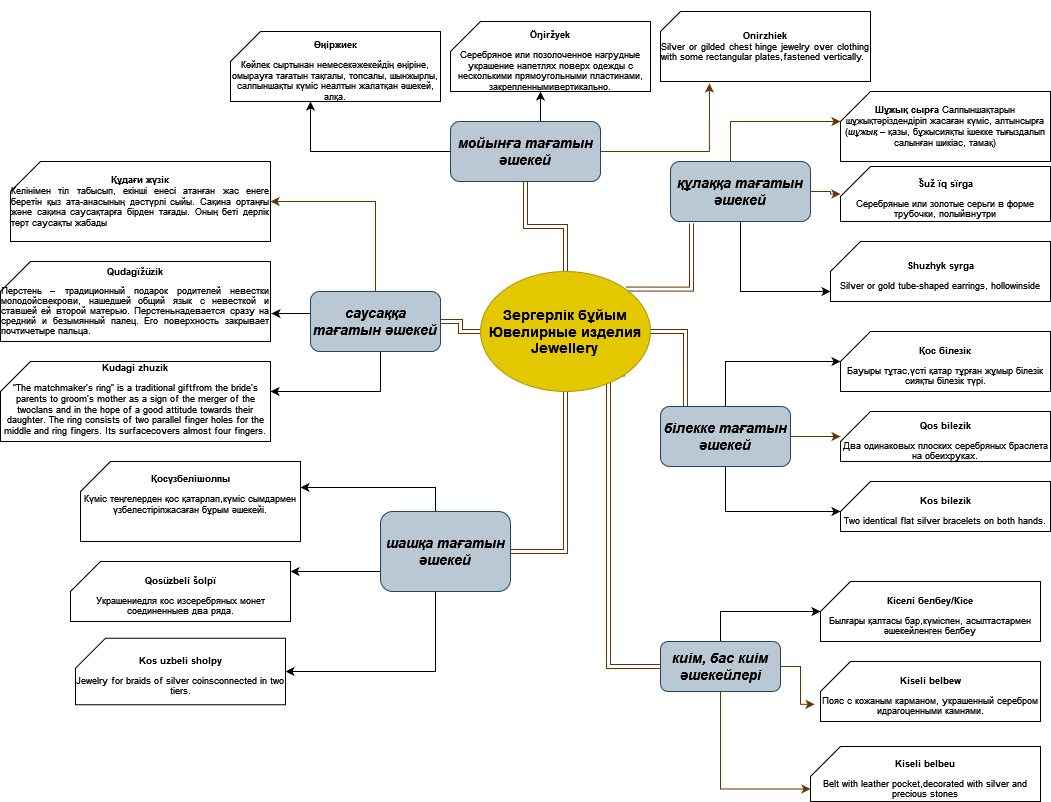 Өңіржиек
Көйлек сыртынан немесекәжекейдің өңіріне,
омырауға тағатын тақғалы, топсалы, шынжырлы,
салпыншақты күміс неалтын жалатқан әшекей,
алқа.
Öŋiržyek
Серебряное или позолоченное нагрудные
украшение напетлях поверх одежды с
несколькими прямоугольными пластинами,
закрепленнымивертикально.
Onirzhiek
Silver or gilded chest hinge jewelry over clothing
with some rectangular plates,fastened vertically.
мойынға тағатын
әшекей
Шұжық сырға Салпыншақтарын
шұжықтәріздендіріп жасаған күміс, алтынсырға
(шұжық – қазы, бұжысияқты ішекке тығыздалып
салынған шикіас, тамақ)
құлаққа тағатын
әшекей
Šuž ïq sïrga
Серебряные или золотые серьги в форме
трубочки, полыйвнутри
Shuzhyk syrga
Silver or gold tube-shaped earrings, hollowinside
Құдағи жүзік
Келінімен тіл табысып, екінші енесі атанған жас енеге
беретін қыз ата-анасының дәстүрлі сыйы. Сақина ортаңғы
және сақина саусақтарға бірден тағады. Оның беті дерлік
төрт саусақты жабады
Qudagïžüzik
Перстень – традиционный подарок родителей невестки
молодойсвекрови, нашедшей общий язык с невесткой и
ставшей ей второй матерью. Перстеньнадевается сразу на
средний и безымянный палец. Его поверхность закрывает
почтичетыре пальца.
Kudagi zhuzik
"The matchmaker's ring" is a traditional giftfrom the bride's
parents to groom's mother as a sign of the merger of the
twoclans and in the hope of a good attitude towards their
daughter. The ring consists of two parallel finger holes for the
middle and ring fingers. Its surfacecovers almost four fingers.
саусаққа
тағатын әшекей
Зергерлік бұйым
Ювелирные изделия
Jewellery
білекке тағатын
әшекей
Қос білезік
Бауыры тұтас,үсті қатар тұрған жұмыр білезік
сияқты білезік түрі.
Qos bilezik
Два одинаковых плоских серебряных браслета
на обеихруках.
Kos bilezik
Two identical flat silver bracelets on both hands.
Қосүзбелішолпы
Күміс теңгелерден қос қатарлап,күміс сымдармен
үзбелестіріпжасаған бұрым әшекейі.
шашқа тағатын
әшекей
Qosüzbeli šolpï
Украшениедля кос изсеребряных монет
соединенныев два ряда.
Kos uzbeli sholpy
Jewelry for braids of silver coinsconnected in two
tiers.
киім, бас киім
әшекейлері
Кіселі белбеу/Кісе
Былғары қалтасы бар,күміспен, асылтастармен
әшекейленген белбеу
Kiseli belbew
Пояс с кожаным карманом, украшенный серебром
идрагоценными камнями.
Kiseli belbeu
Belt with leather pocket,decorated with silver and
precious stones